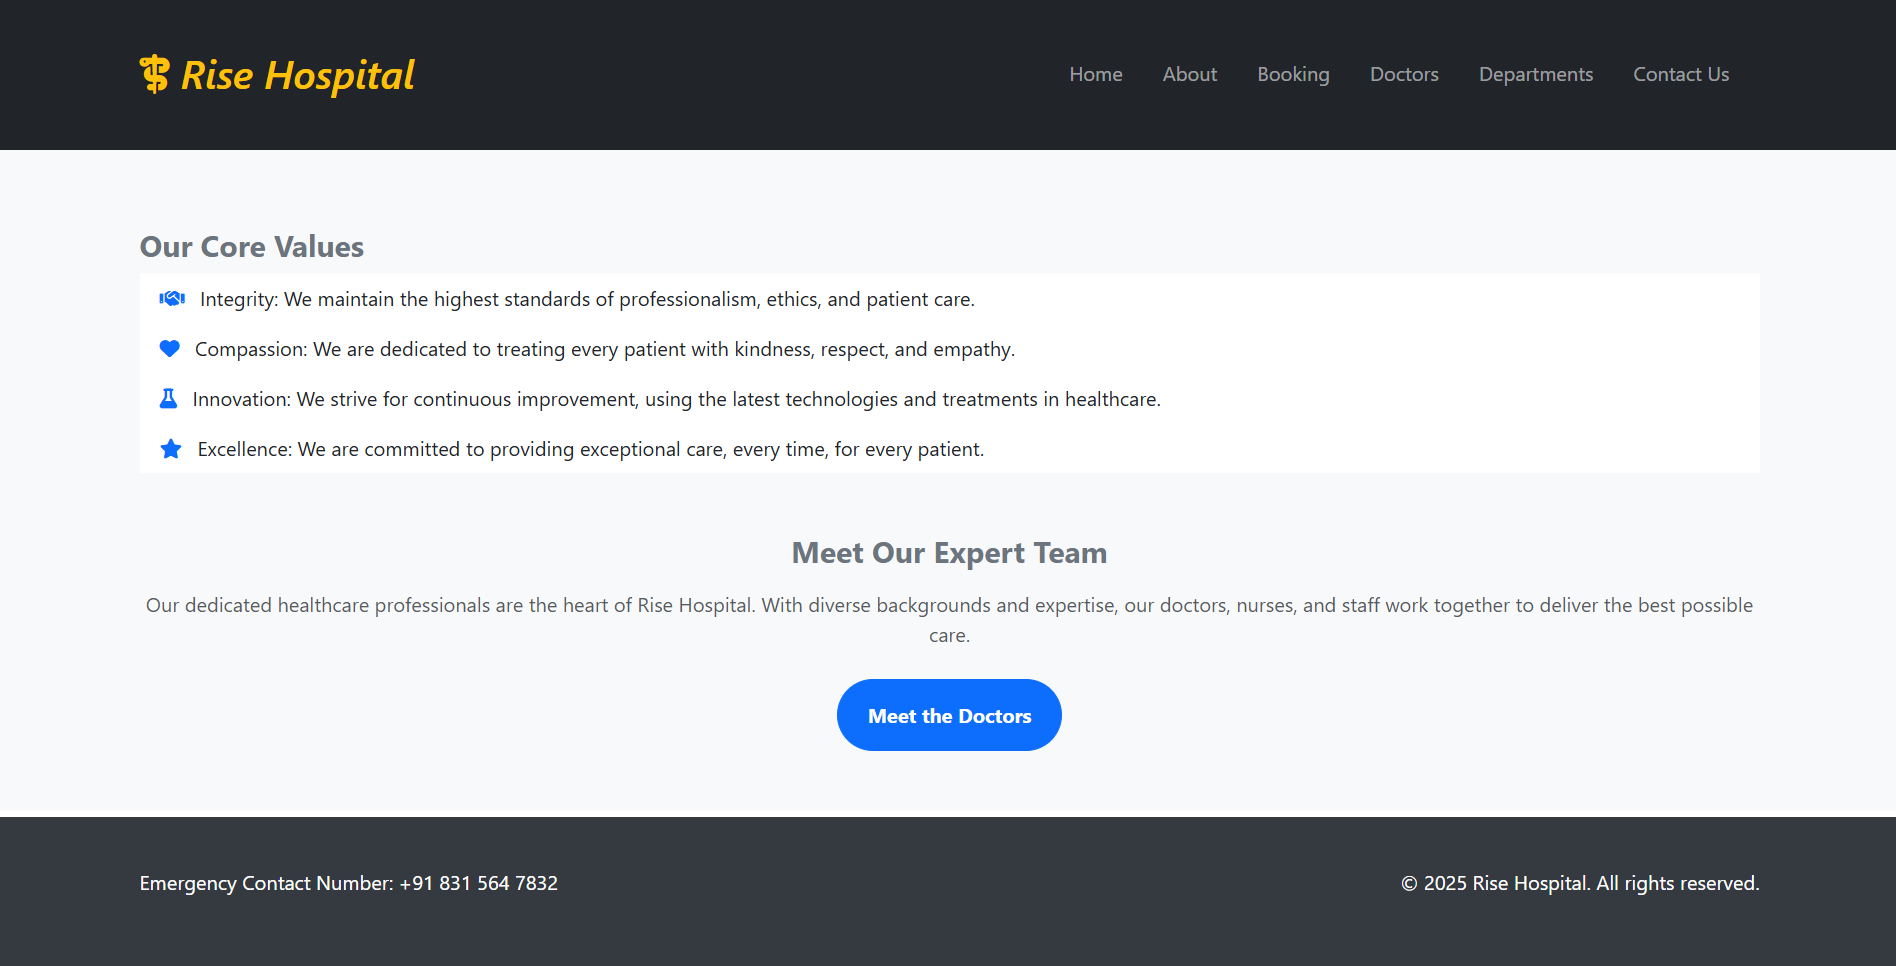 Rise Hospital
Home About Booking Doctors Departments Contact Us
Our Core Values
Integrity: We maintain the highest standards of professionalism, ethics, and patient care.
Compassion: We are dedicated to treating every patient with kindness, respect, and empathy.
Innovation: We strive for continuous improvement, using the latest technologies and treatments in healthcare.
Excellence: We are committed to providing exceptional care, every time, for every patient.
Meet Our Expert Team
Our dedicated healthcare professionals are the heart of Rise Hospital. With diverse backgrounds and expertise, our doctors, nurses, and staff work together to deliver the best possible
care.
Meet the Doctors
Emergency Contact Number: +91 831 564 7832
© 2025 Rise Hospital. All rights reserved.